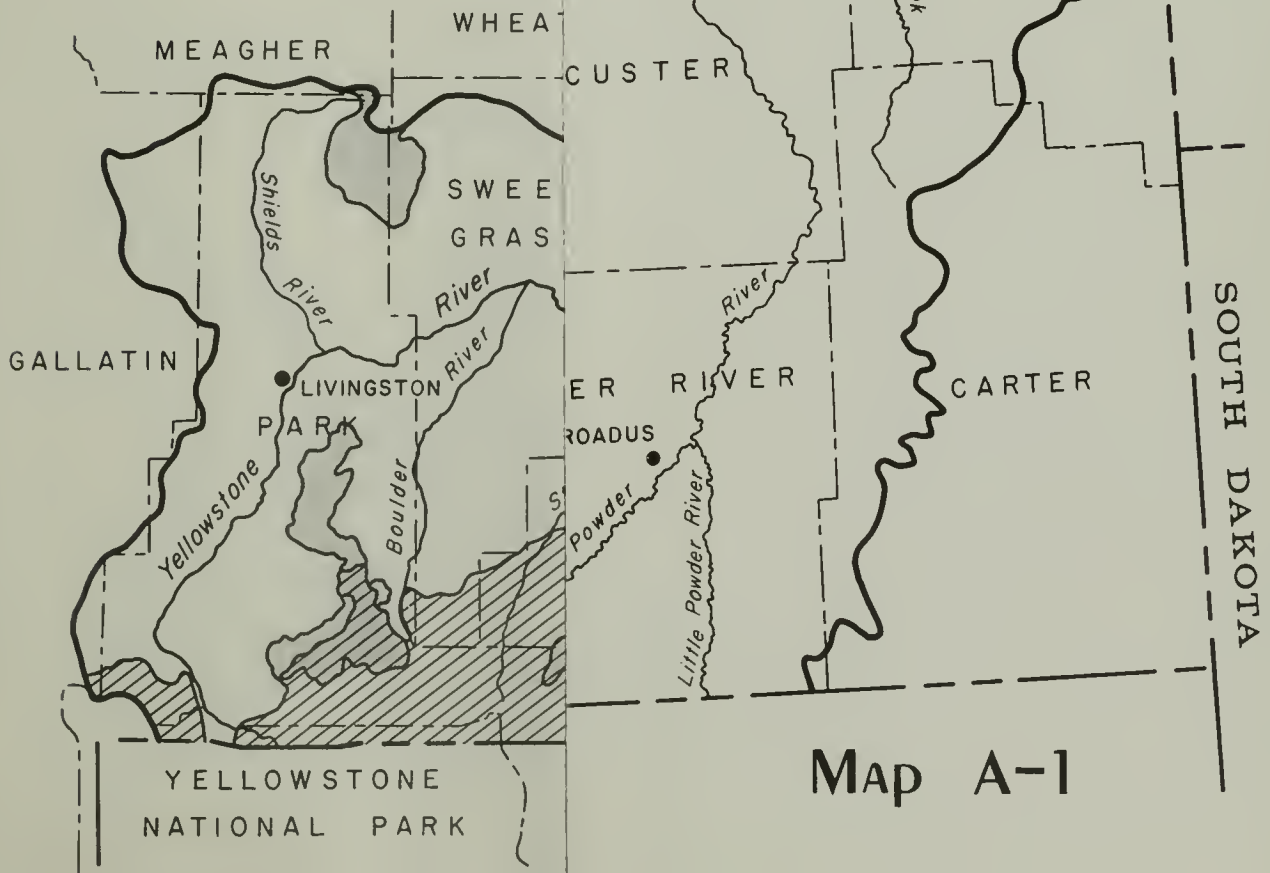 WHEAT
MEAGHER
SWEE
GRAS
Shields
River
River
River
GALLATIN
LIVINGSTON
PARK
Yellowstone
Boulder
S
YELLOWSTONE
NATIONAL PARK
k
CUSTER
River
ER RIVER
ROADUS
Powder
Little Powder River
CARTER
SOUTH DAKOTA
MAP A-1